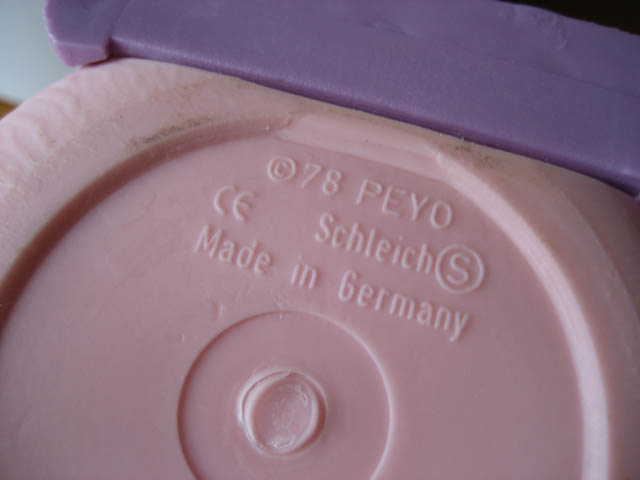 ©78 PEYO
CE Schleich Ⓢ
Made in Germany